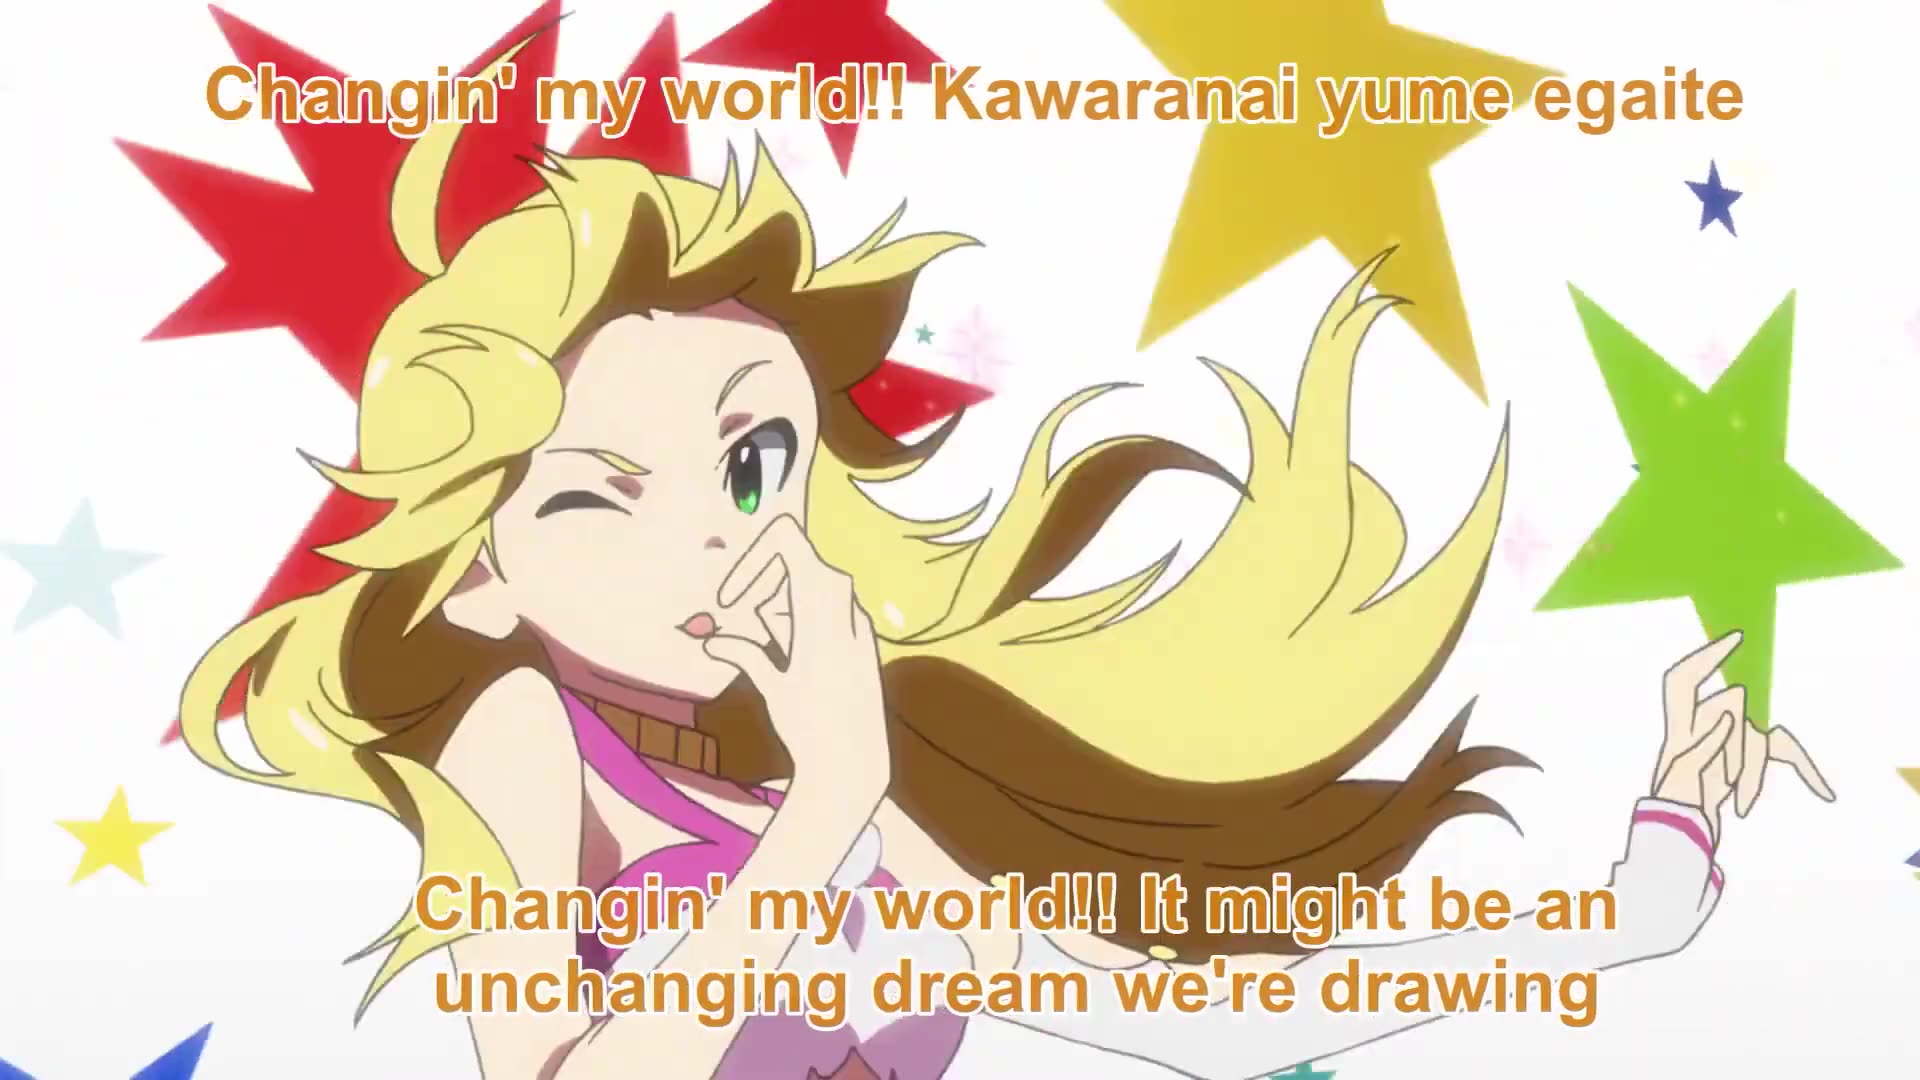 Changin' my world!! Kawaranai yume egaite
Changin' my world!! It might be an
unchanging dream we're drawing